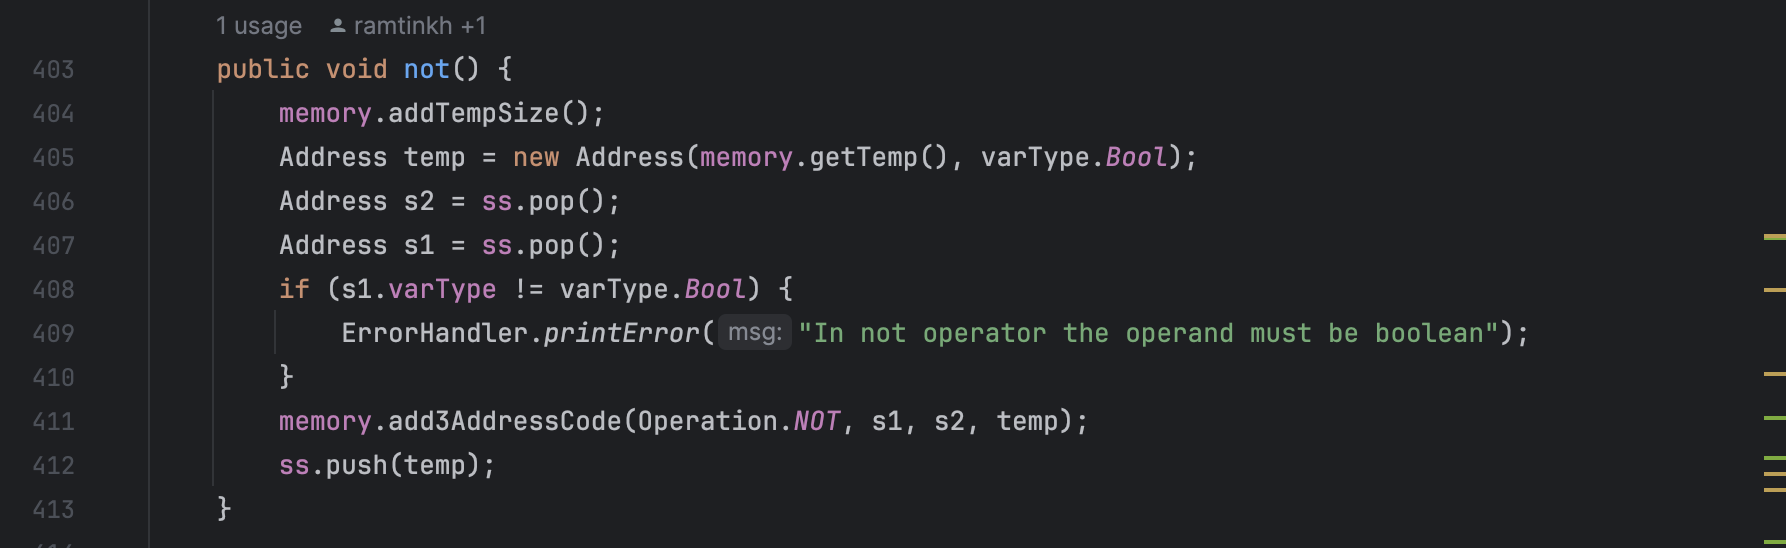 1 usage ramtinkh +1
403 public void not() {
404 memory.addTempSize();
405 Address temp = new Address(memory.getTemp(), varType.Bool);
406 Address s2 = ss.pop();
407 Address s1 = ss.pop();
408 if (s1.varType != varType.Bool) {
409 ErrorHandler.printError( msg: "In not operator the operand must be boolean");
410 }
411 memory.add3AddressCode(Operation.NOT, s1, s2, temp);
412 ss.push(temp);
413 }